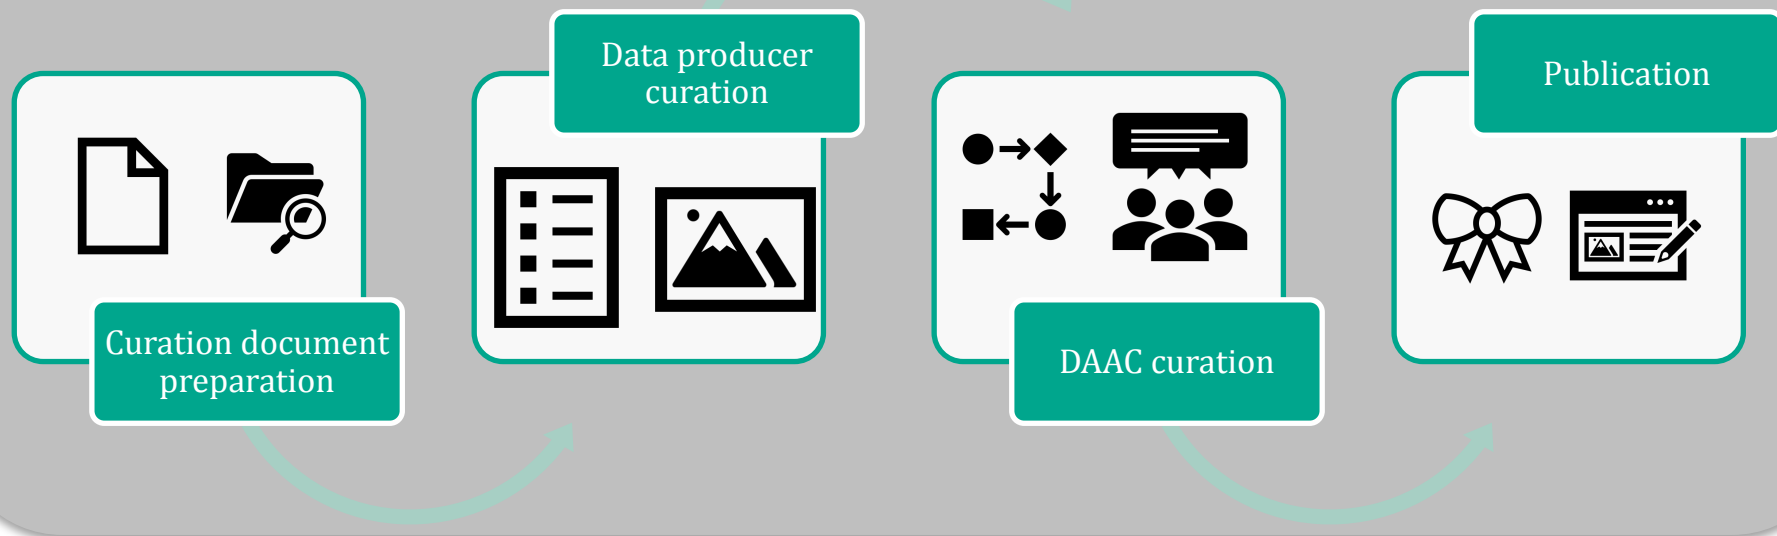 Data producer
curation
Publication
Curation document
preparation
DAAC curation